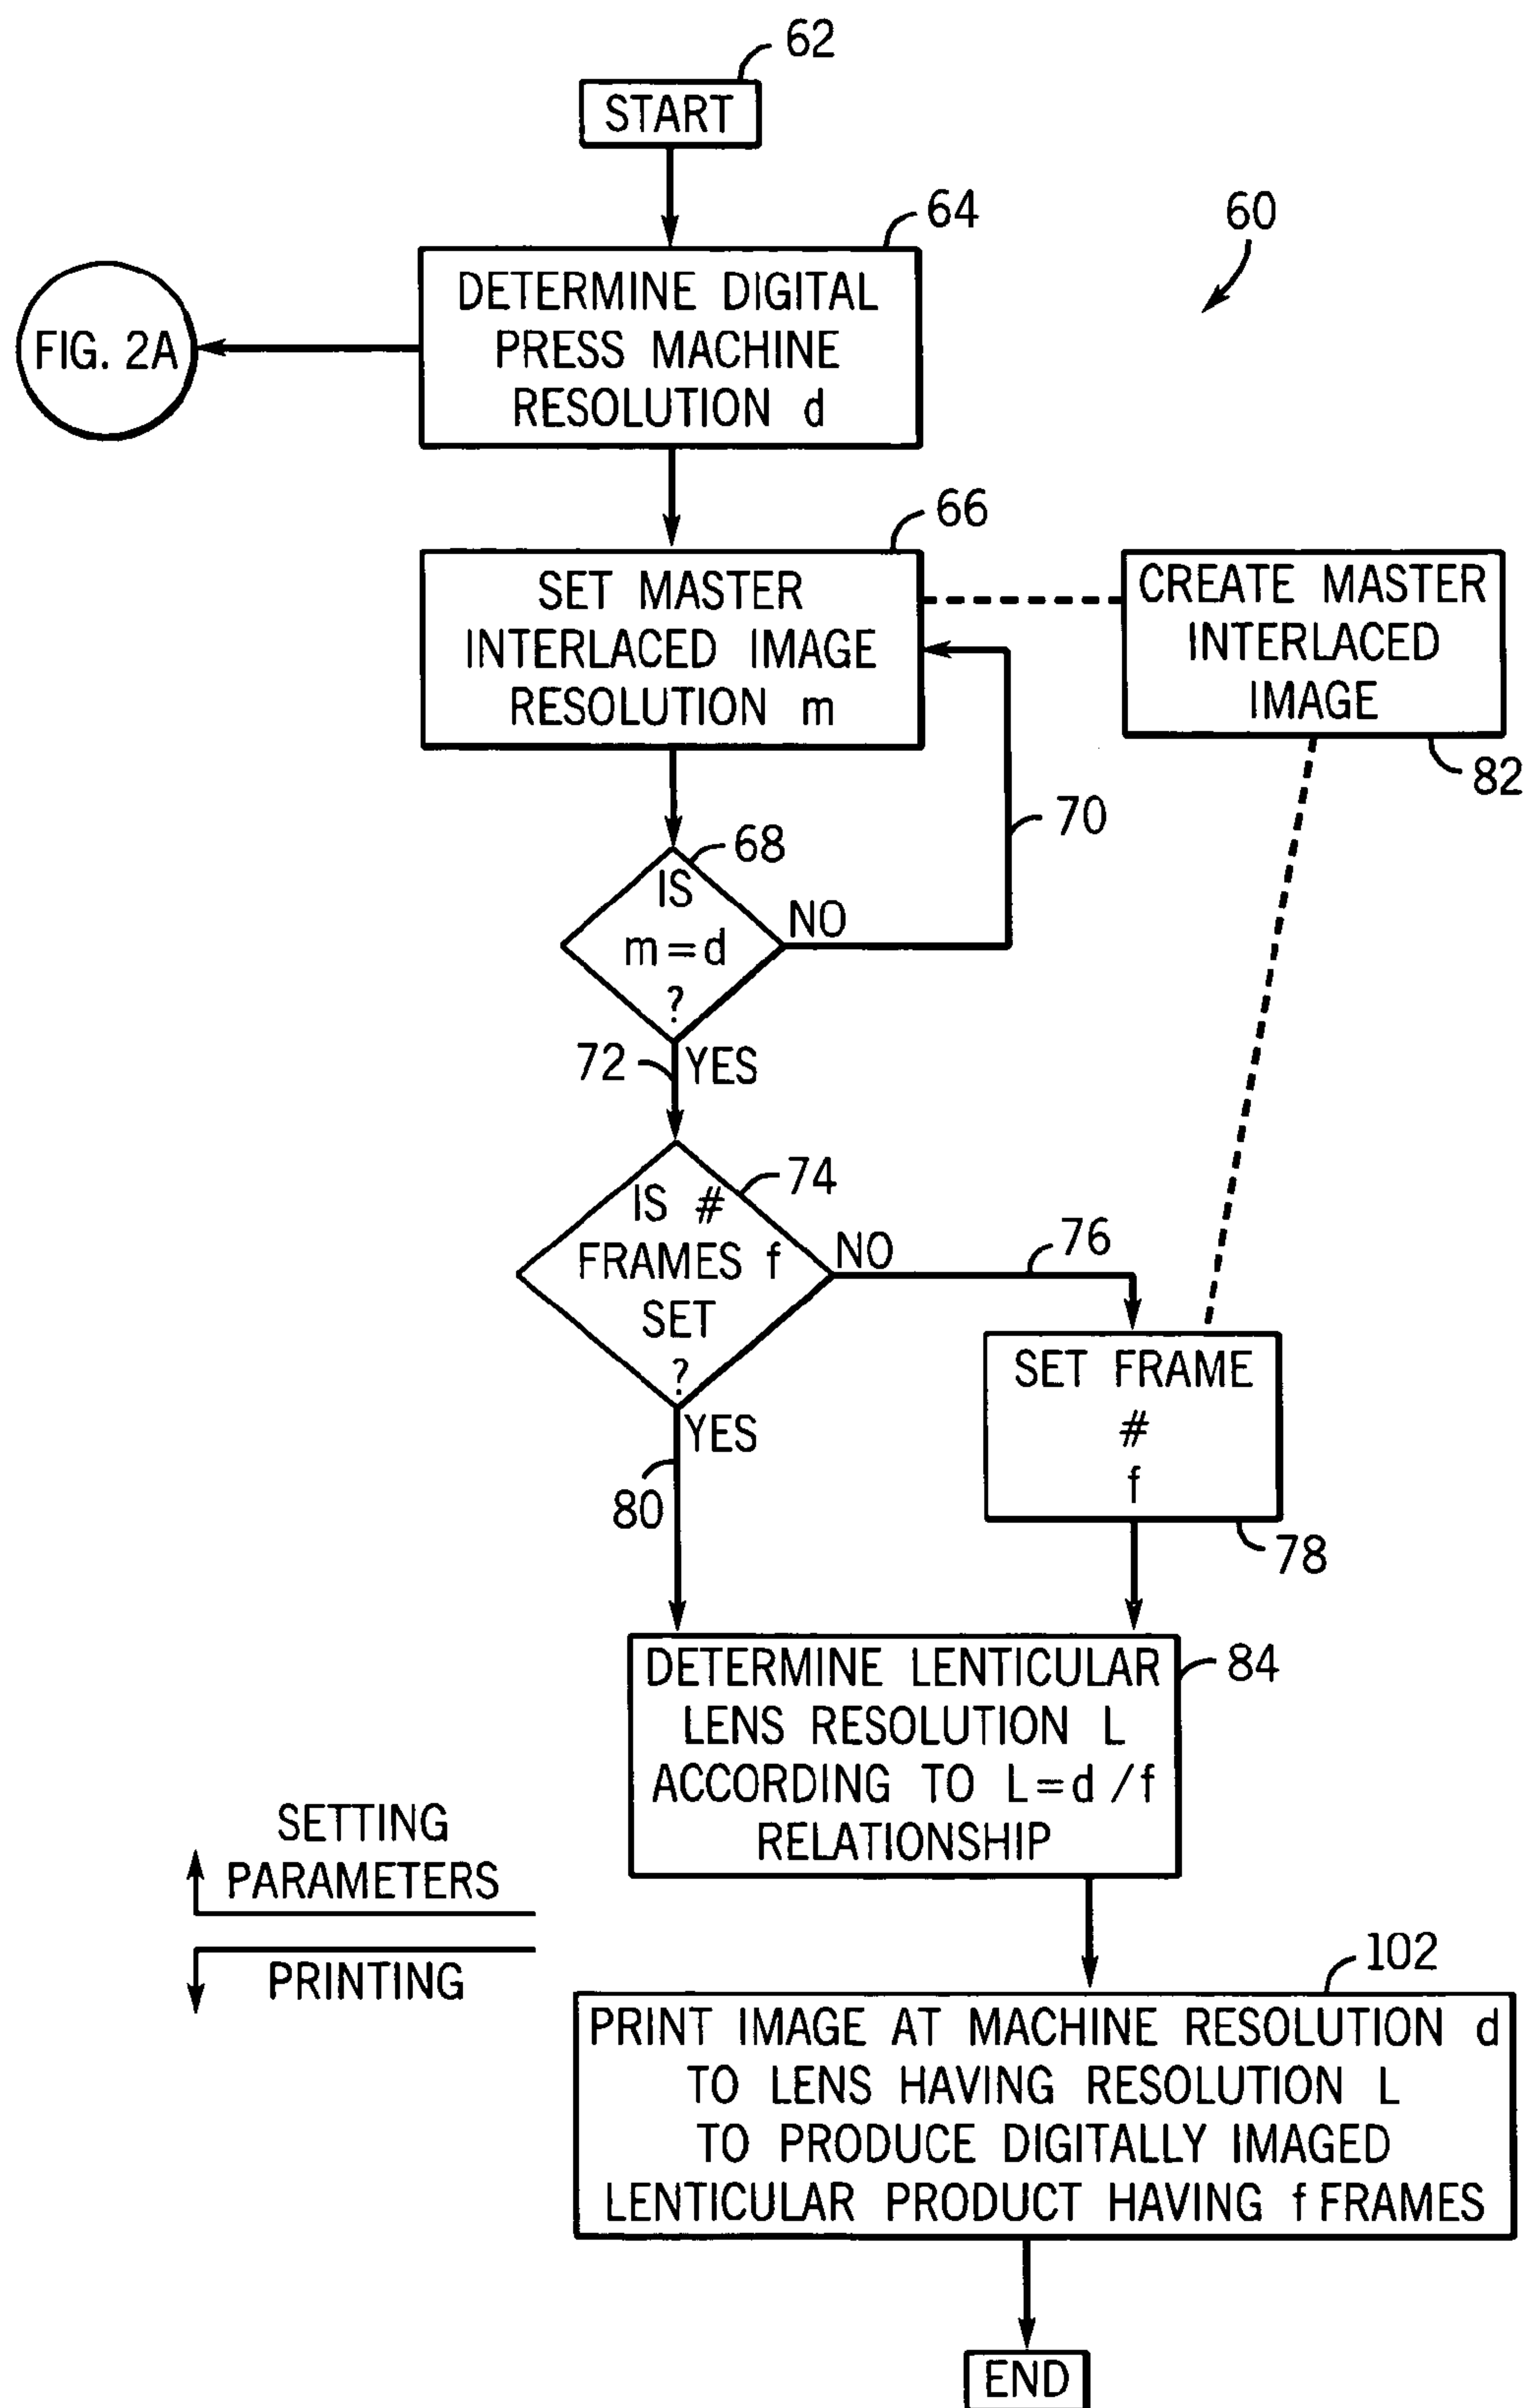 62
START
64
60
DETERMINE DIGITAL
PRESS MACHINE
RESOLUTION d
FIG. 2A
66
SET MASTER
INTERLACED IMAGE
RESOLUTION m
CREATE MASTER
INTERLACED
IMAGE
82
70
68
IS
m=d
?
NO
72
YES
74
IS #
FRAMES f
SET
?
NO
76
YES
80
SET FRAME
#
f
78
DETERMINE LENTICULAR
LENS RESOLUTION L
ACCORDING TO L=d/f
RELATIONSHIP
84
SETTING
PARAMETERS
PRINTING
102
PRINT IMAGE AT MACHINE RESOLUTION d
TO LENS HAVING RESOLUTION L
TO PRODUCE DIGITALLY IMAGED
LENTICULAR PRODUCT HAVING f FRAMES
END